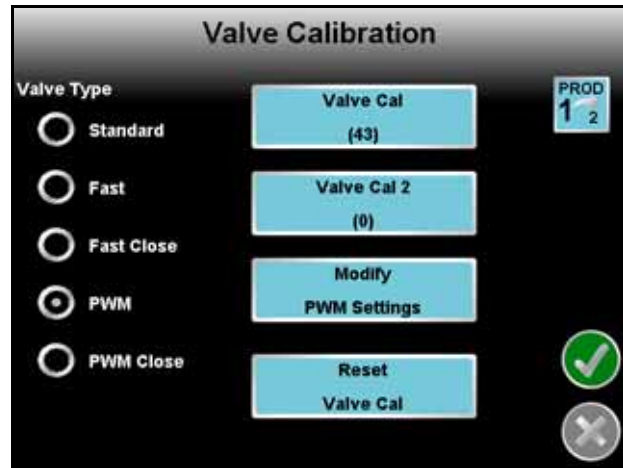 Valve Calibration
Valve Type
Standard
Fast
Fast Close
PWM
PWM Close
Valve Cal
(43)
Valve Cal 2
(0)
Modify
PWM Settings
Reset
Valve Cal
PROD
1 2